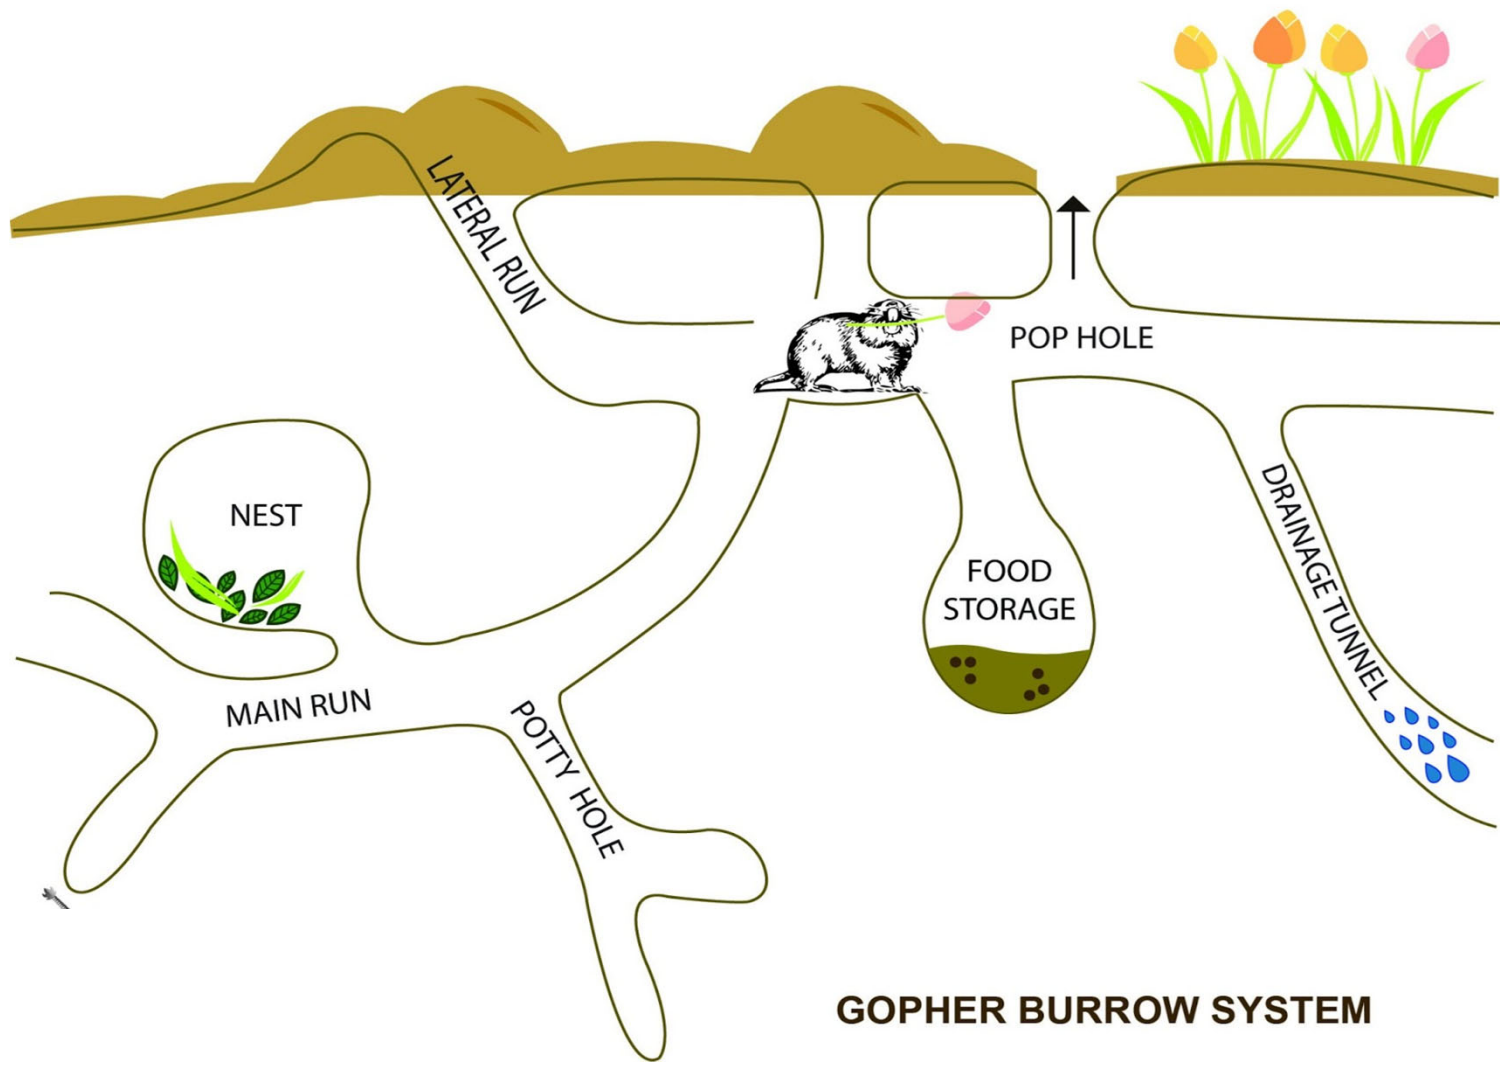 LATERAL RUN
POP HOLE
NEST
DRAINAGE TUNNEL
FOOD
STORAGE
MAIN RUN
POTTY HOLE
GOPHER BURROW SYSTEM